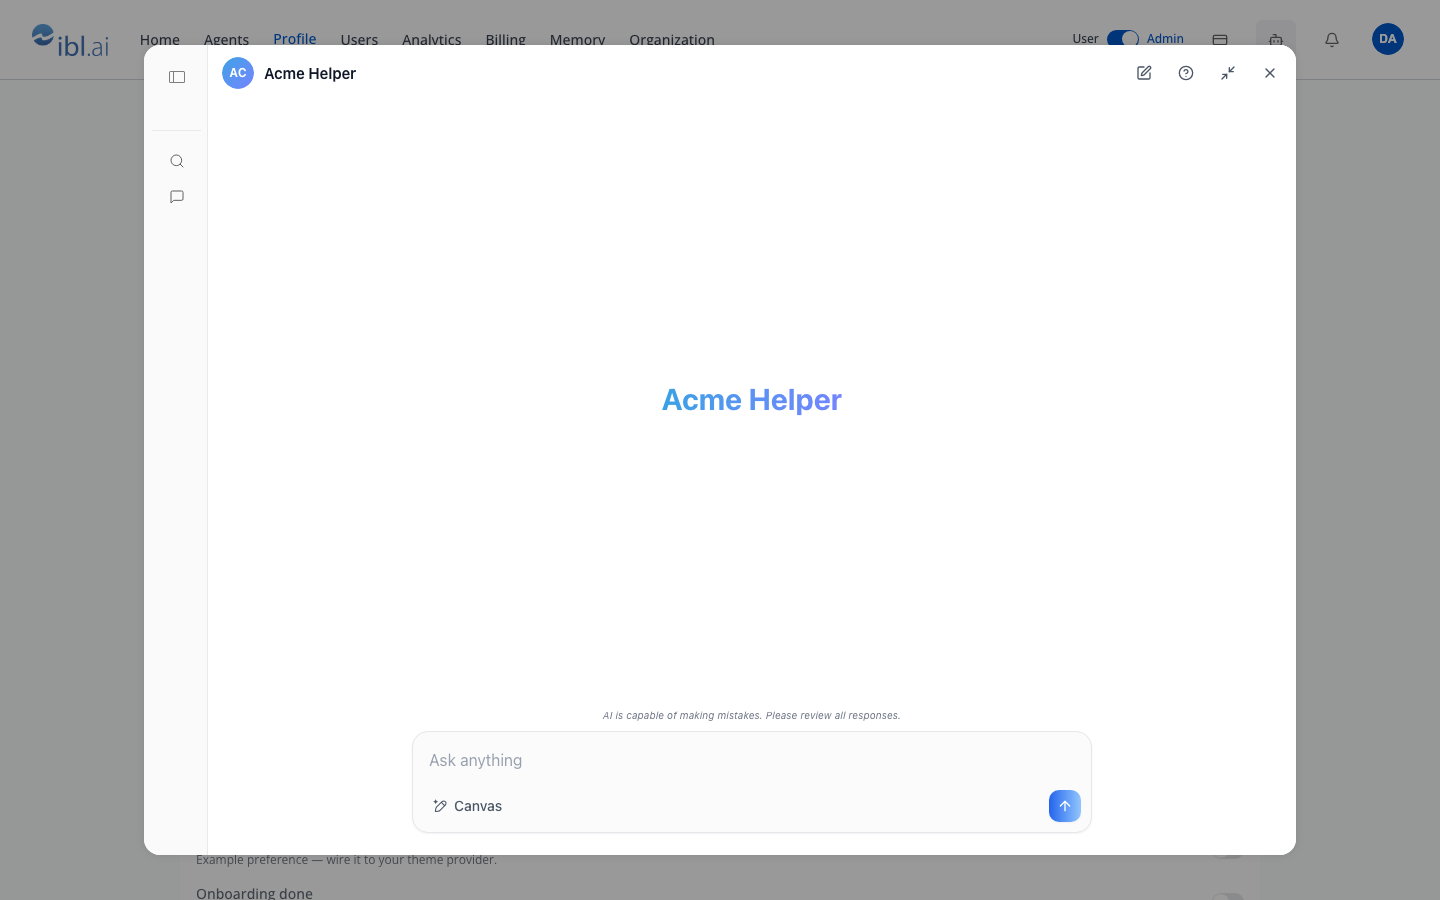 ibl.ai Home Agents Profile Users Analytics Billing Memory Organization User Admin DA
AC Acme Helper
Acme Helper
AI is capable of making mistakes. Please review all responses.
Ask anything
Canvas
Example preference — wire it to your theme provider.
Onboarding done